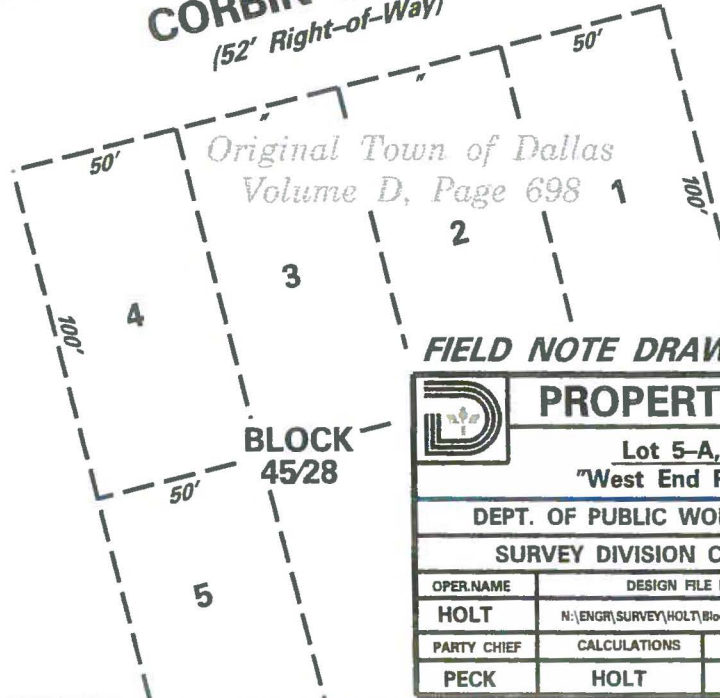 CORBIN
(52' Right-of-Way)
50'
"
"
50'
Original Town of Dallas
Volume D, Page 698
1
2
3
4
100'
100'
BLOCK
45/28
50'
5
FIELD NOTE DRAW
PROPERT
Lot 5-A,
"West End
DEPT. OF PUBLIC WO
SURVEY DIVISION
OPER.NAME
DESIGN FILE
HOLT
N:\ENGR\SURVEY\HOLT\Blo
PARTY CHIEF
CALCULATIONS
PECK
HOLT